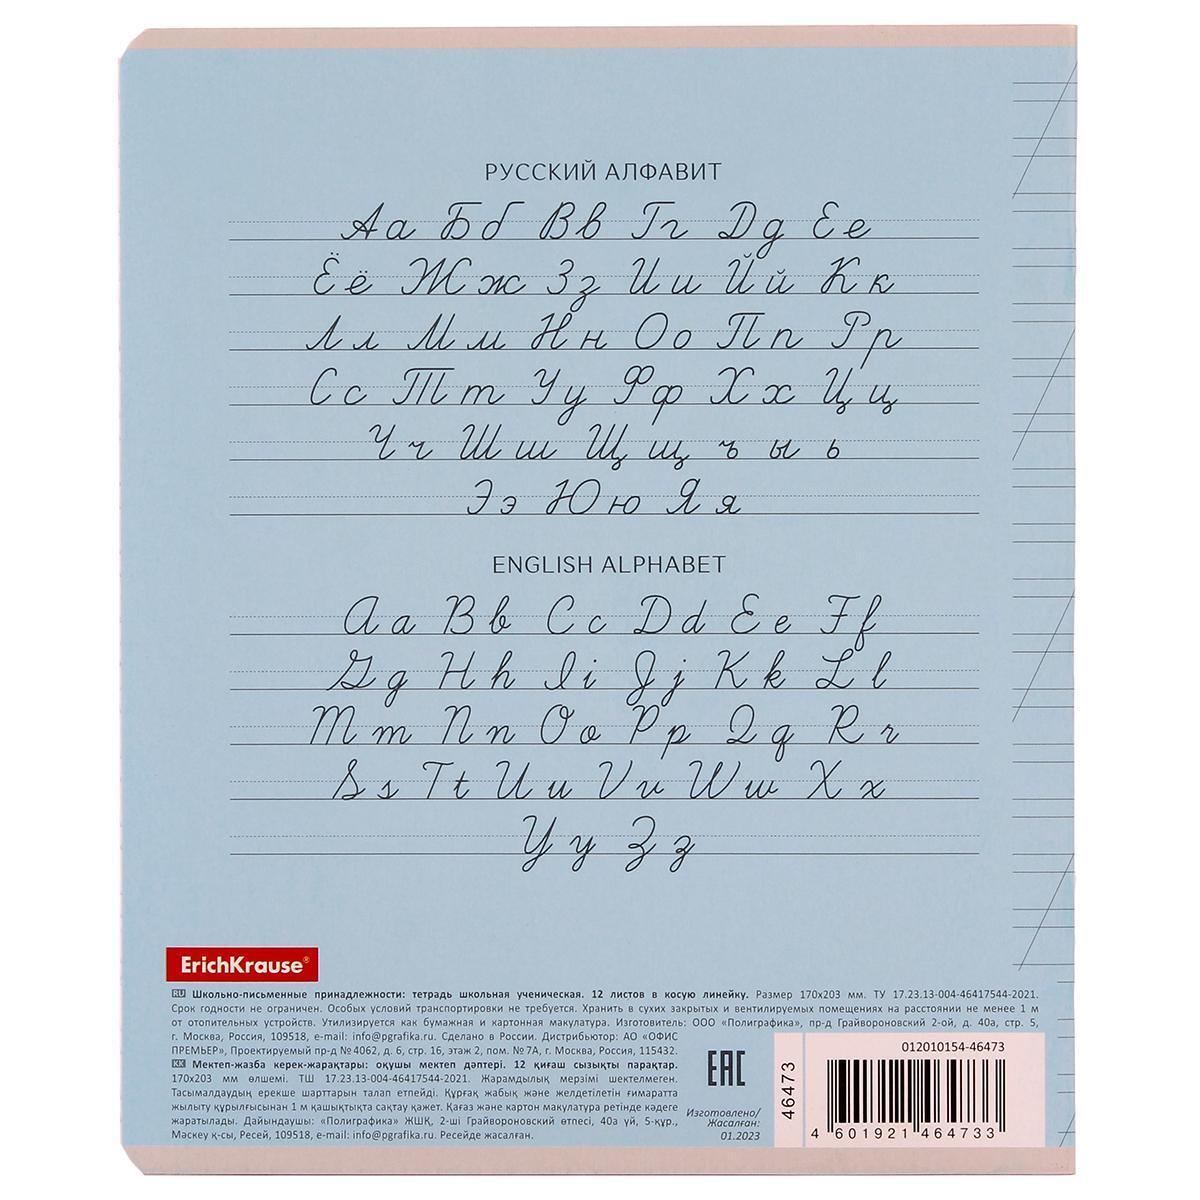 РУССКИЙ АЛФАВИТ
Аа Бб Вв Гг Дд Ее
Ёё Жж Зз Ии Йй Кк
Лл Мм Нн Оо Пп Рр
Сс Тт Уу Фф Хх Цц
Чч Шш Щщ ъ ы ь
Ээ Юю Яя
ENGLISH ALPHABET
Aa Bb Cc Dd Ee Ff
Gg Hh Ii Jj Kk Ll
Mm Nn Oo Pp Qq Rr
Ss Tt Uu Vv Ww Xx
Yy Zz
ErichKrause®
RU Школьно-письменные принадлежности: тетрадь школьная ученическая. 12 листов в косую линейку. Размер 170х203 мм. ТУ 17.23.13-004-46417544-2021.
Срок годности не ограничен. Особых условий транспортировки не требуется. Хранить в сухих закрытых и вентилируемых помещениях на расстоянии не менее 1 м
от отопительных устройств. Утилизируется как бумажная и картонная макулатура. Изготовитель: ООО «Полиграфика», пр-д Грайвороновский 2-ой, д. 40а, стр. 5,
г. Москва, Россия, 109518, e-mail: info@pgrafika.ru. Сделано в России. Дистрибьютор: АО «ОФИС
ПРЕМЬЕР», Проектируемый пр-д № 4062, д. 6, стр. 16, этаж 2, пом. № 7А, г. Москва, Россия, 115432.
KK Мектеп-жазба керек-жарақтары: оқушы мектеп дәптері. 12 қиғаш сызықты парақтар.
170х203 мм өлшемі. ТШ 17.23.13-004-46417544-2021. Жарамдылық мерзімі шектелмеген.
Тасымалдаудың ерекше шарттарын талап етпейді. Құрғақ жабық және желдетілетін ғимаратта
жылыту құрылғысынан 1 м қашықтықта сақтау қажет. Қағаз және картон макулатура ретінде кәдеге
жаратылады. Дайындаушы: «Полиграфика» ЖШҚ, 2-ші Грайвороновский өтпесі, 40а үй, 5-құр.,
Мәскеу қ-сы, Ресей, 109518, e-mail: info@pgrafika.ru. Ресейде жасалған.
EAC
Изготовлено/
Жасалған:
01.2023
46473
012010154-46473
4 601921 464733